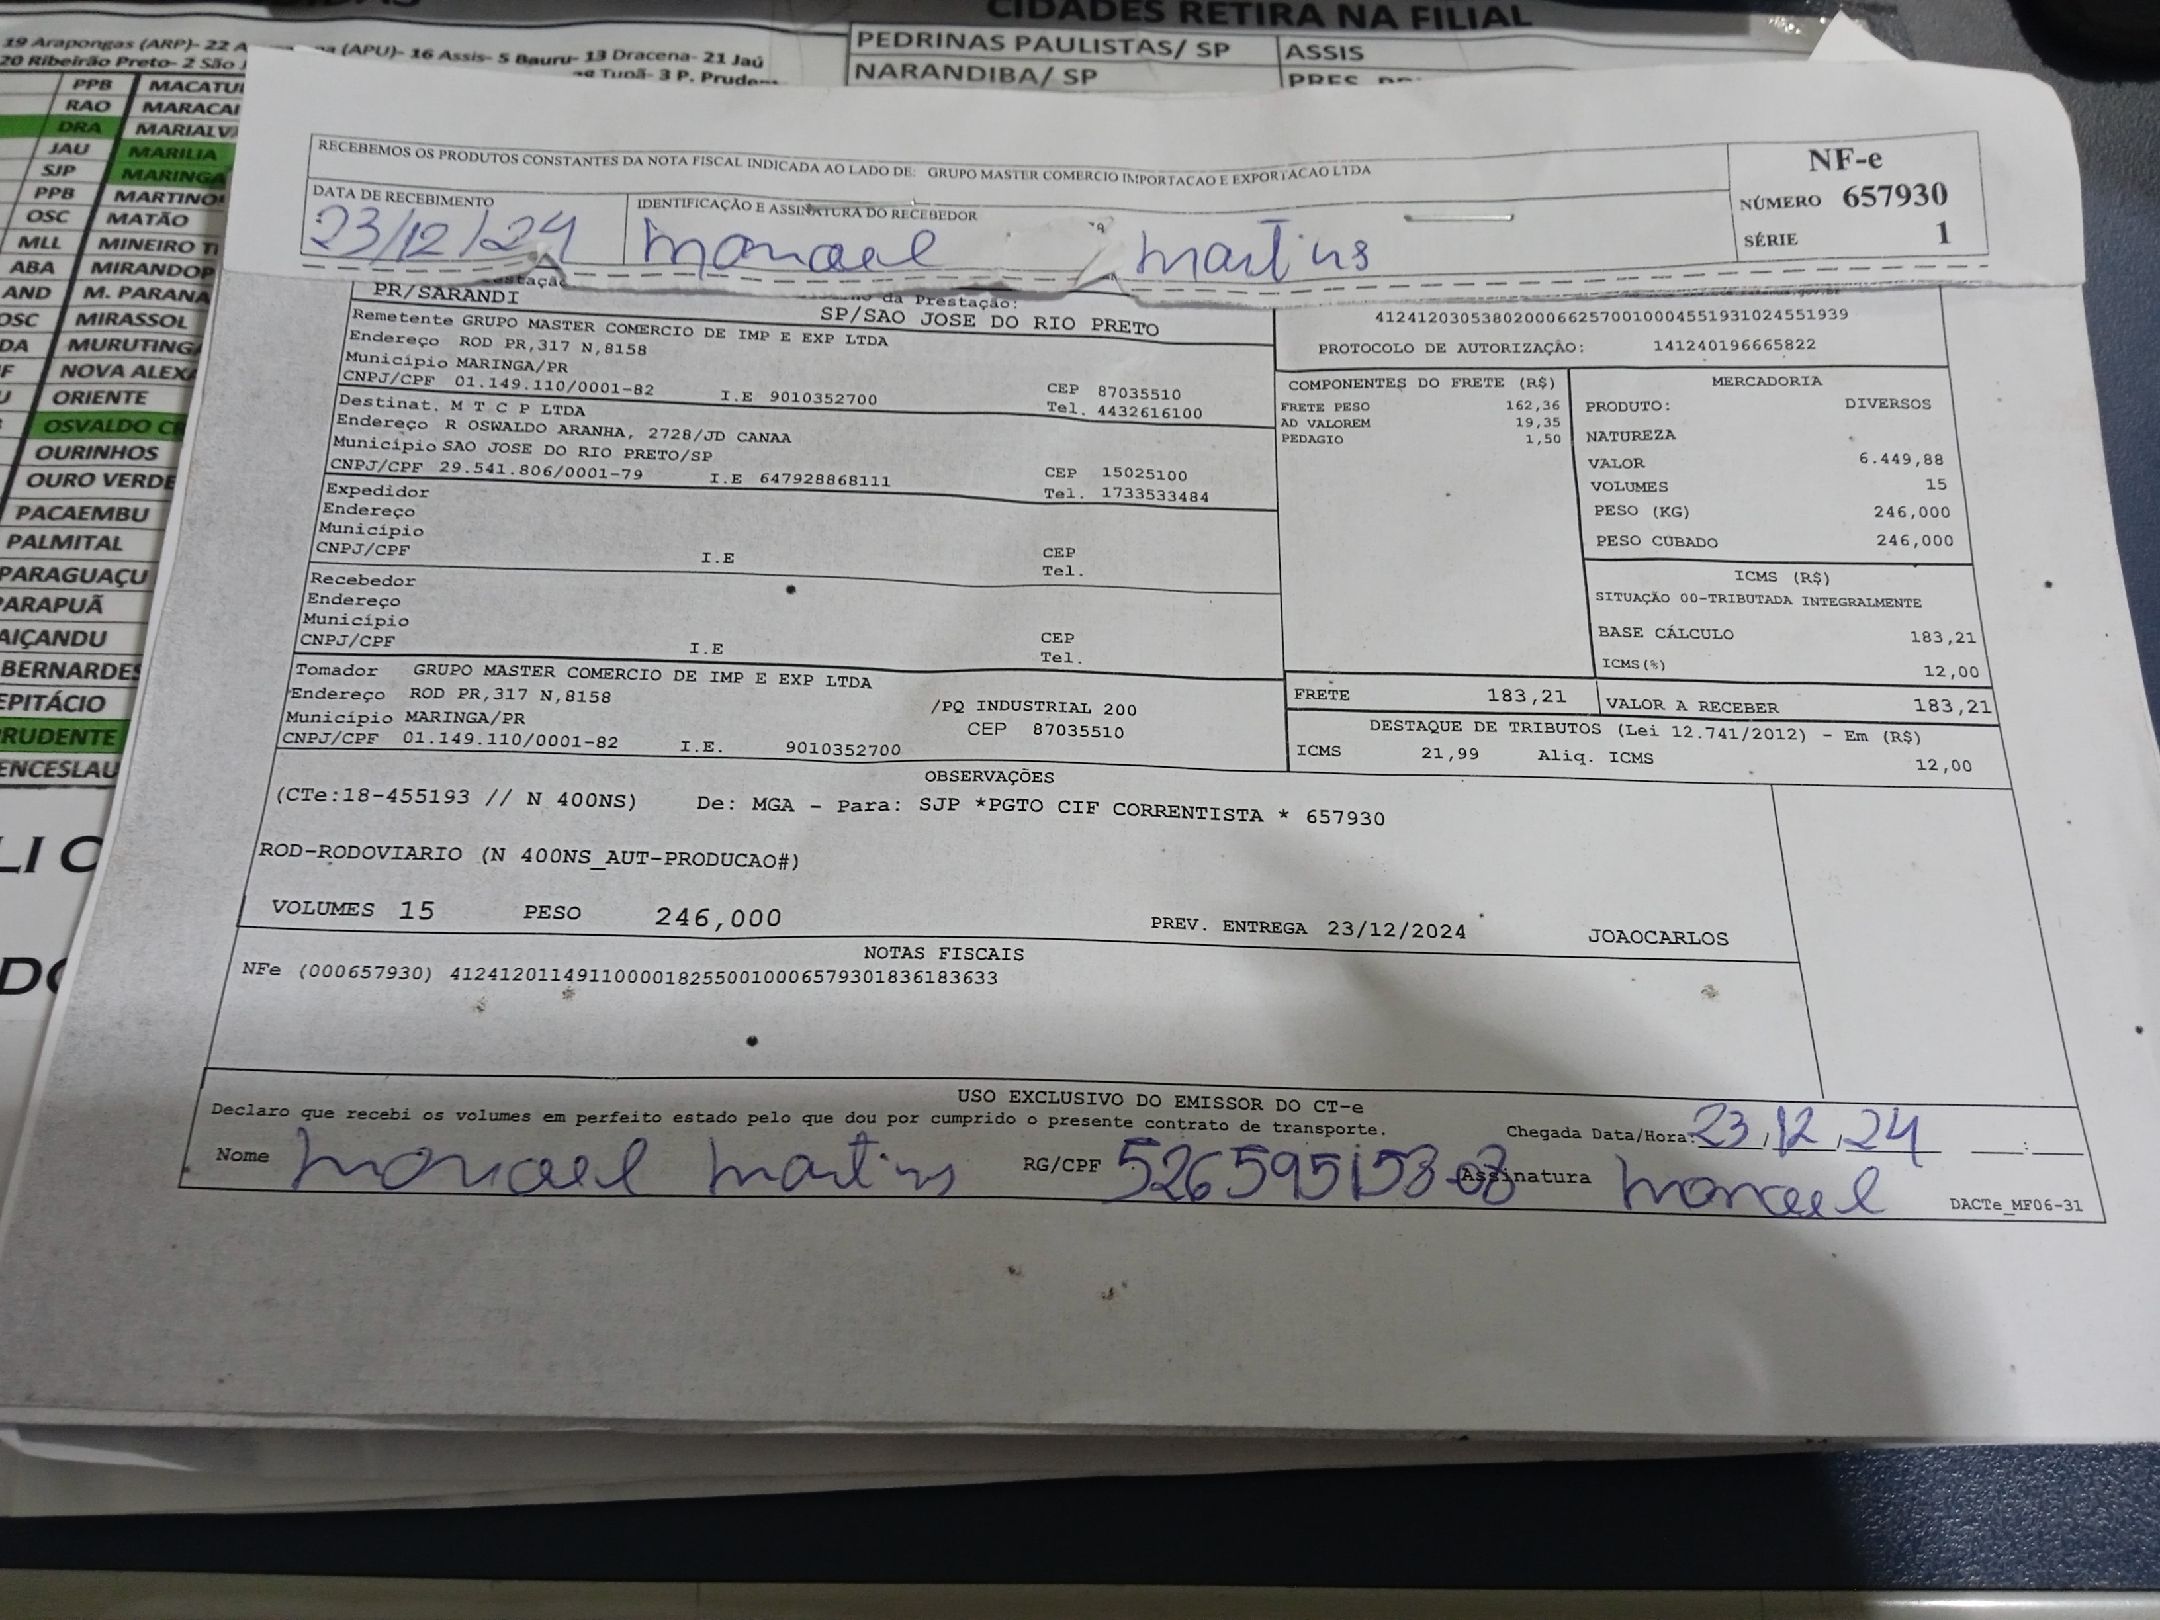 CIDADES RETIRA NA FILIAL
19 Arapongas (ARP)- 22 A (APU)- 16 Assis- 5 Bauru- 13 Dracena- 21 Jaú
20 Ribeirão Preto- 2 São Tupã- 3 P. Prude
PEDRINAS PAULISTAS/ SP ASSIS
NARANDIBA/ SP PRES
PPB MACATU
RAO MARACAI
DRA MARIALVA
JAU MARILIA
SJP MARINGA
PPB MARTINO
OSC MATÃO
MLL MINEIRO TI
ABA MIRANDOP
AND M. PARANA
OSC MIRASSOL
DA MURUTINGA
F NOVA ALEXA
U ORIENTE
OSVALDO CR
OURINHOS
OURO VERDE
PACAEMBU
PALMITAL
PARAGUAÇU
PARAPUÃ
AIÇANDU
BERNARDES
EPITÁCIO
RUDENTE
ENCESLAU
RECEBEMOS OS PRODUTOS CONSTANTES DA NOTA FISCAL INDICADA AO LADO DE: GRUPO MASTER COMERCIO IMPORTACAO E EXPORTACAO LTDA
NF-e
NÚMERO 657930
SÉRIE 1
DATA DE RECEBIMENTO IDENTIFICAÇÃO E ASSINATURA DO RECEBEDOR
23/12/24 manoel martins
da Prestação:
PR/SARANDI SP/SAO JOSE DO RIO PRETO
Remetente GRUPO MASTER COMERCIO DE IMP E EXP LTDA
Endereço ROD PR,317 N,8158
Município MARINGA/PR CEP 87035510
CNPJ/CPF 01.149.110/0001-82 I.E 9010352700 Tel. 4432616100
Destinat. M T C P LTDA
Endereço R OSWALDO ARANHA, 2728/JD CANAA
Município SAO JOSE DO RIO PRETO/SP CEP 15025100
CNPJ/CPF 29.541.806/0001-79 I.E 647928868111 Tel. 1733533484
Expedidor
Endereço
Município CEP
CNPJ/CPF I.E Tel.
Recebedor
Endereço
Município CEP
CNPJ/CPF I.E Tel.
Tomador GRUPO MASTER COMERCIO DE IMP E EXP LTDA
Endereço ROD PR,317 N,8158 /PQ INDUSTRIAL 200
Município MARINGA/PR CEP 87035510
CNPJ/CPF 01.149.110/0001-82 I.E. 9010352700
41241203053802000662570010004551931024551939
PROTOCOLO DE AUTORIZAÇÃO: 141240196665822
COMPONENTES DO FRETE (R$)
FRETE PESO 162,36
AD VALOREM 19,35
PEDAGIO 1,50
MERCADORIA
PRODUTO: DIVERSOS
NATUREZA
VALOR 6.449,88
VOLUMES 15
PESO (KG) 246,000
PESO CUBADO 246,000
ICMS (R$)
SITUAÇÃO 00-TRIBUTADA INTEGRALMENTE
BASE CÁLCULO 183,21
ICMS(%) 12,00
FRETE 183,21 VALOR A RECEBER 183,21
DESTAQUE DE TRIBUTOS (Lei 12.741/2012) - Em (R$)
ICMS 21,99 Aliq. ICMS 12,00
OBSERVAÇÕES
(CTe:18-455193 // N 400NS) De: MGA - Para: SJP *PGTO CIF CORRENTISTA * 657930
ROD-RODOVIARIO (N 400NS_AUT-PRODUCAO#)
VOLUMES 15 PESO 246,000 PREV. ENTREGA 23/12/2024 JOAOCARLOS
NOTAS FISCAIS
NFe (000657930) 41241201149110000182550010006579301836183633
USO EXCLUSIVO DO EMISSOR DO CT-e
Declaro que recebi os volumes em perfeito estado pelo que dou por cumprido o presente contrato de transporte. Chegada Data/Hora: 23/12/24 __:__
Nome manoel martins RG/CPF 526595153-08 Assinatura manoel
DACTe_MF06-31